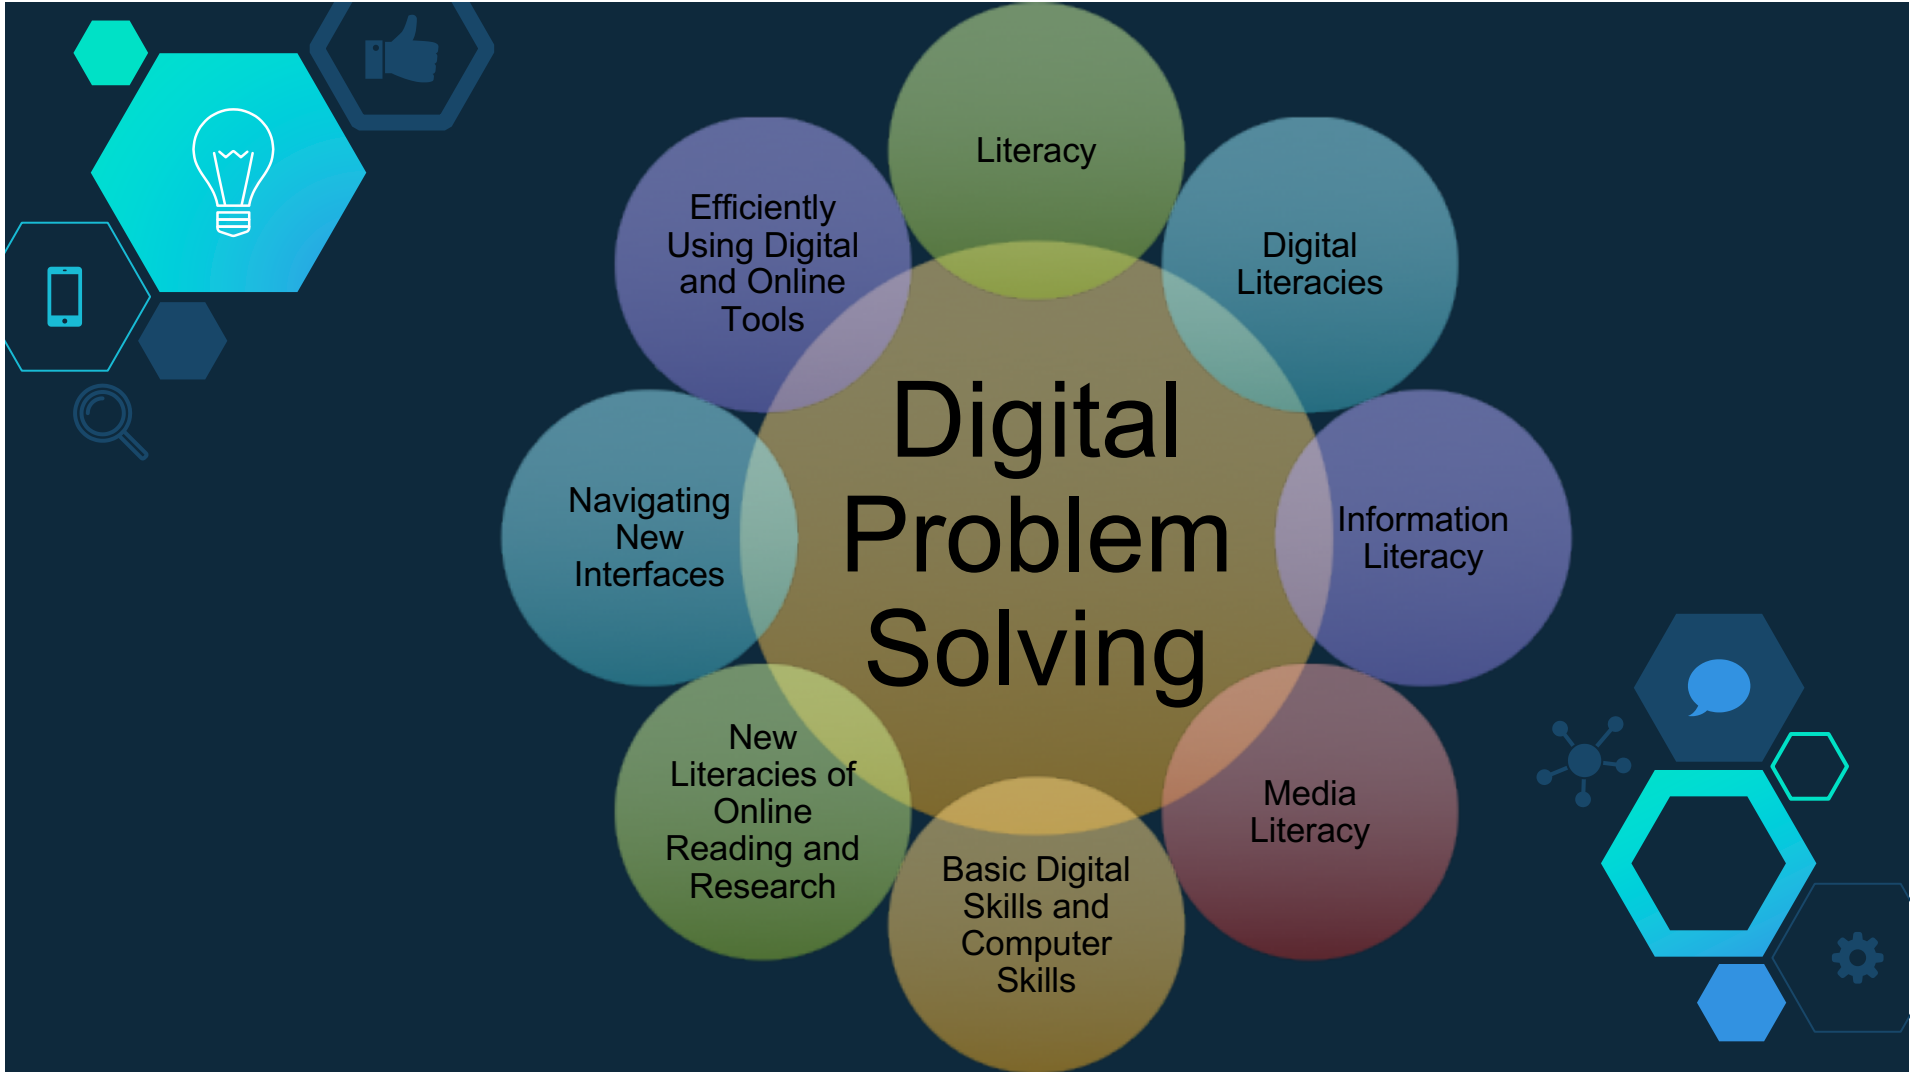 Literacy
Digital
Literacies
Information
Literacy
Media
Literacy
Basic Digital
Skills and
Computer
Skills
New
Literacies of
Online
Reading and
Research
Navigating
New
Interfaces
Efficiently
Using Digital
and Online
Tools
Digital
Problem
Solving